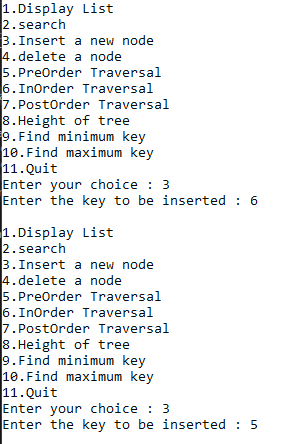 1.Display List
2.search
3.Insert a new node
4.delete a node
5.PreOrder Traversal
6.InOrder Traversal
7.PostOrder Traversal
8.Height of tree
9.Find minimum key
10.Find maximum key
11.Quit
Enter your choice : 3
Enter the key to be inserted : 6

1.Display List
2.search
3.Insert a new node
4.delete a node
5.PreOrder Traversal
6.InOrder Traversal
7.PostOrder Traversal
8.Height of tree
9.Find minimum key
10.Find maximum key
11.Quit
Enter your choice : 3
Enter the key to be inserted : 5